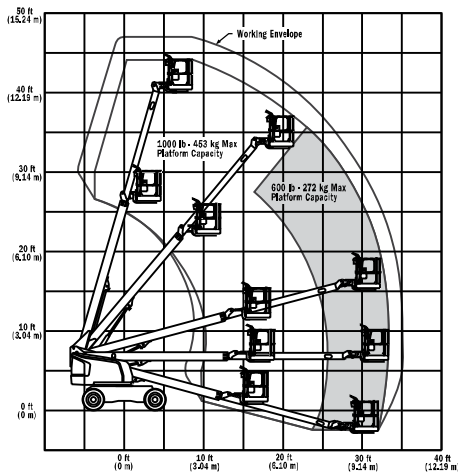 50 ft
(15.24 m)
Working Envelope
40 ft
(12.19 m)
1000 lb - 453 kg Max
Platform Capacity
30 ft
(9.14 m)
600 lb - 272 kg Max
Platform Capacity
20 ft
(6.10 m)
10 ft
(3.04 m)
0 ft
(0 m)
0 ft
(0 m)
10 ft
(3.04 m)
20 ft
(6.10 m)
30 ft
(9.14 m)
40 ft
(12.19 m)